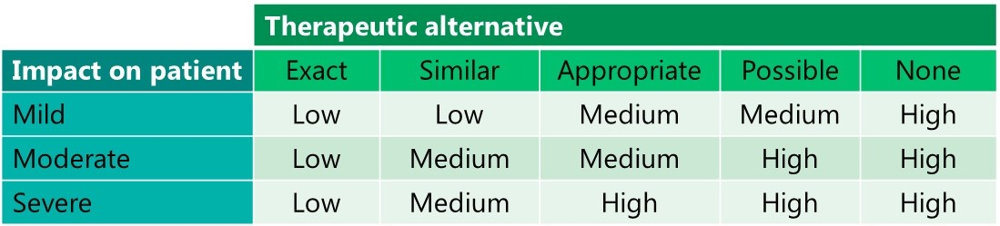 Therapeutic alternative
Impact on patient Exact Similar Appropriate Possible None
Mild Low Low Medium Medium High
Moderate Low Medium Medium High High
Severe Low Medium High High High